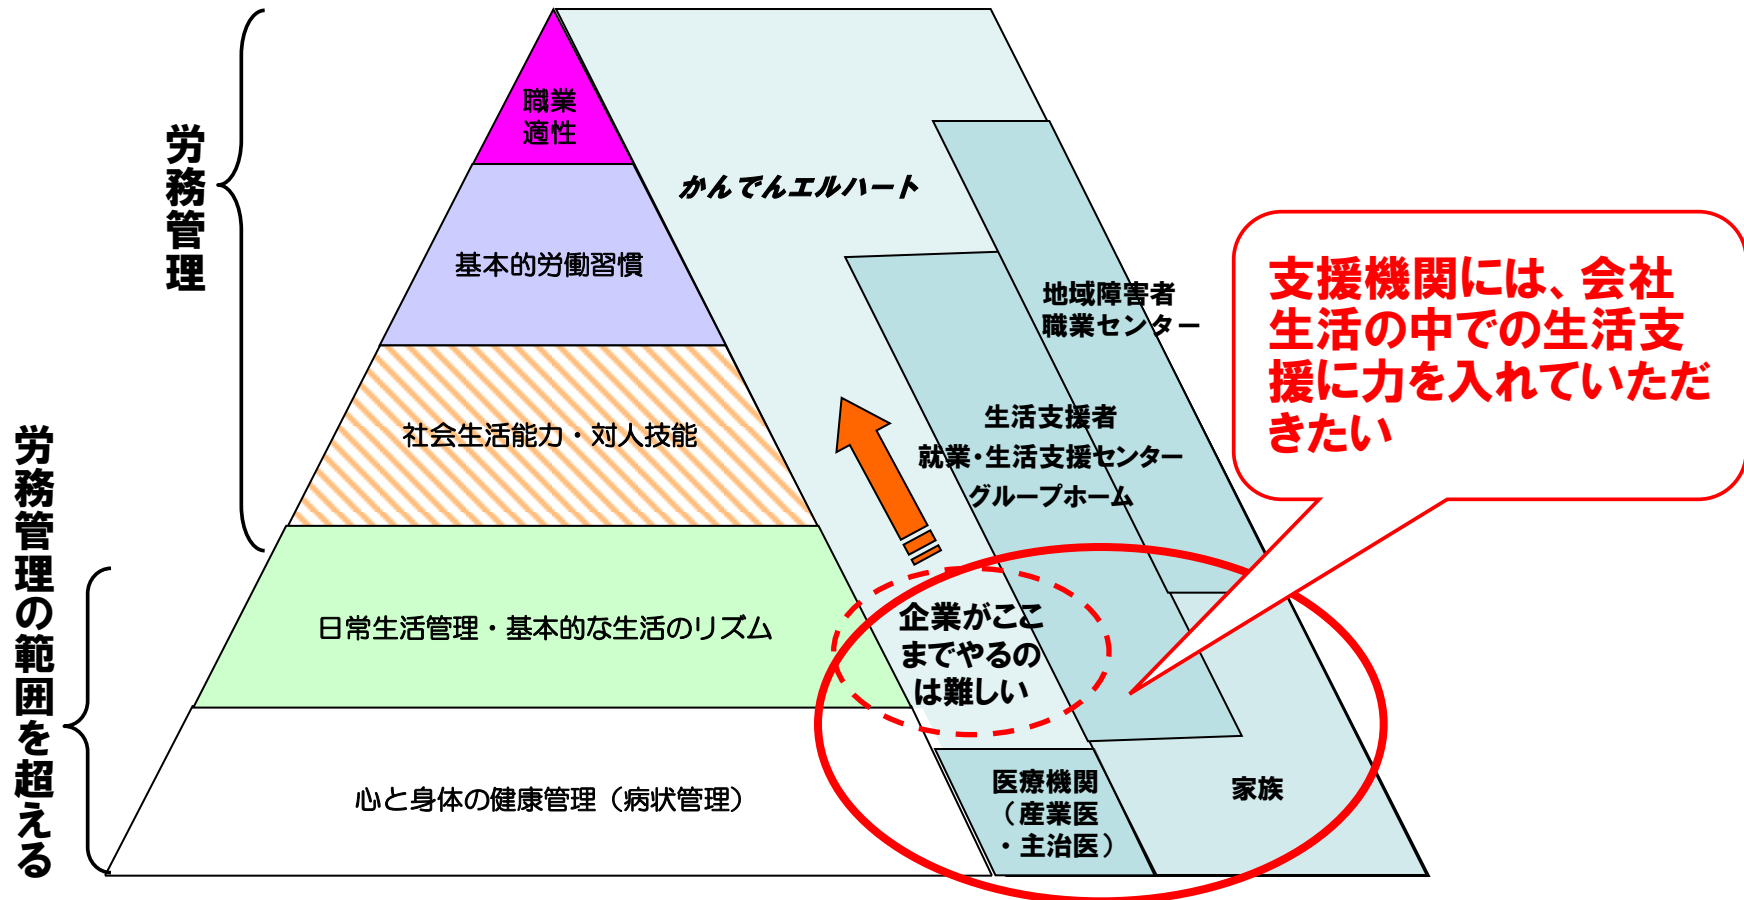 労務管理
労務管理の範囲を超える
職業
適性
基本的労働習慣
社会生活能力・対人技能
日常生活管理・基本的な生活のリズム
心と身体の健康管理（病状管理）
かんでんエルハート
地域障害者
職業センター
生活支援者
就業・生活支援センター
グループホーム
企業がここ
までやるの
は難しい
医療機関
（産業医
・主治医）
家族
支援機関には、会社
生活の中での生活支
援に力を入れていただ
きたい